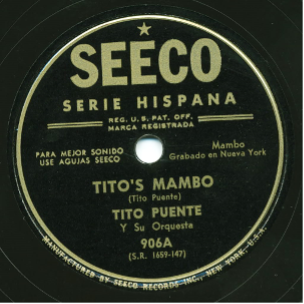 SEECO
SERIE HISPANA
REG. U.S. PAT. OFF.
MARCA REGISTRADA
PARA MEJOR SONIDO
USE AGUJAS SEECO
Mambo
Grabado en Nueva York
TITO'S MAMBO
(Tito Puente)
TITO PUENTE
Y Su Orquesta
906A
(S.R. 1659-147)
MANUFACTURED BY SEECO RECORDS INC., NEW YORK, U.S.A.